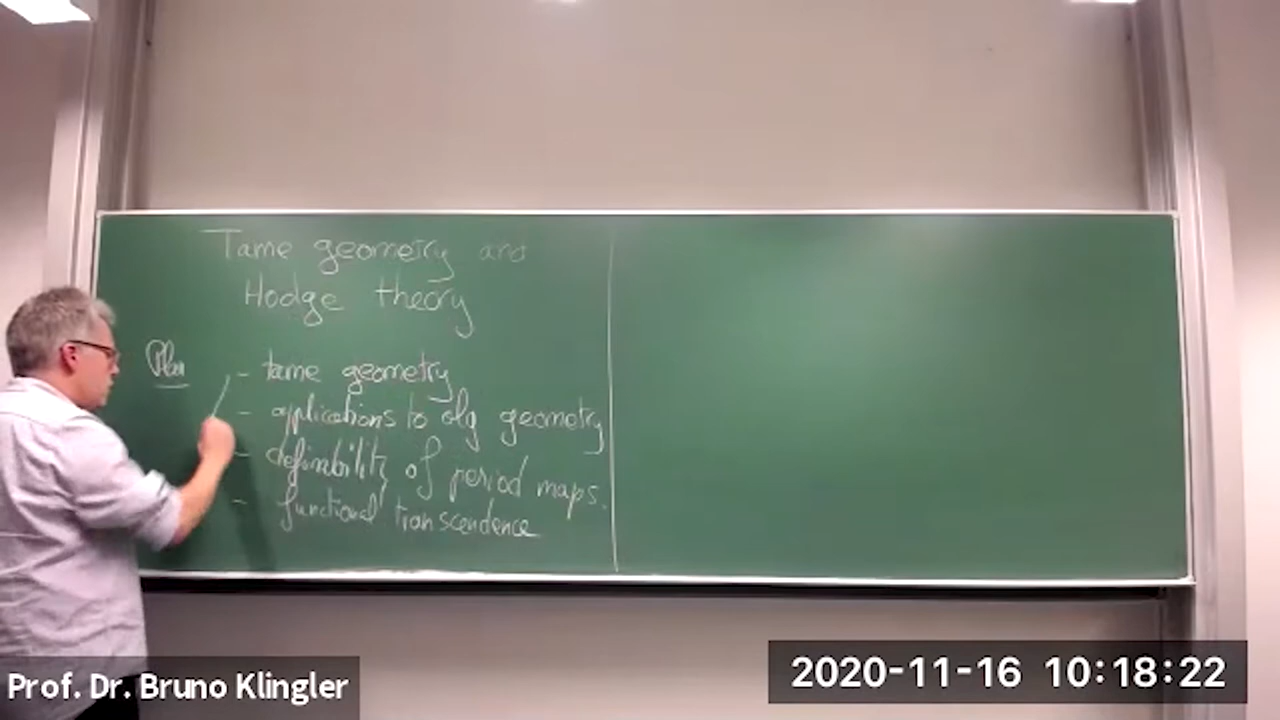 Tame geometry and
Hodge theory
Plan
- tame geometry
- applications to alg geometry
- definability of period maps.
- functional transcendence
Prof. Dr. Bruno Klingler
2020-11-16 10:18:22